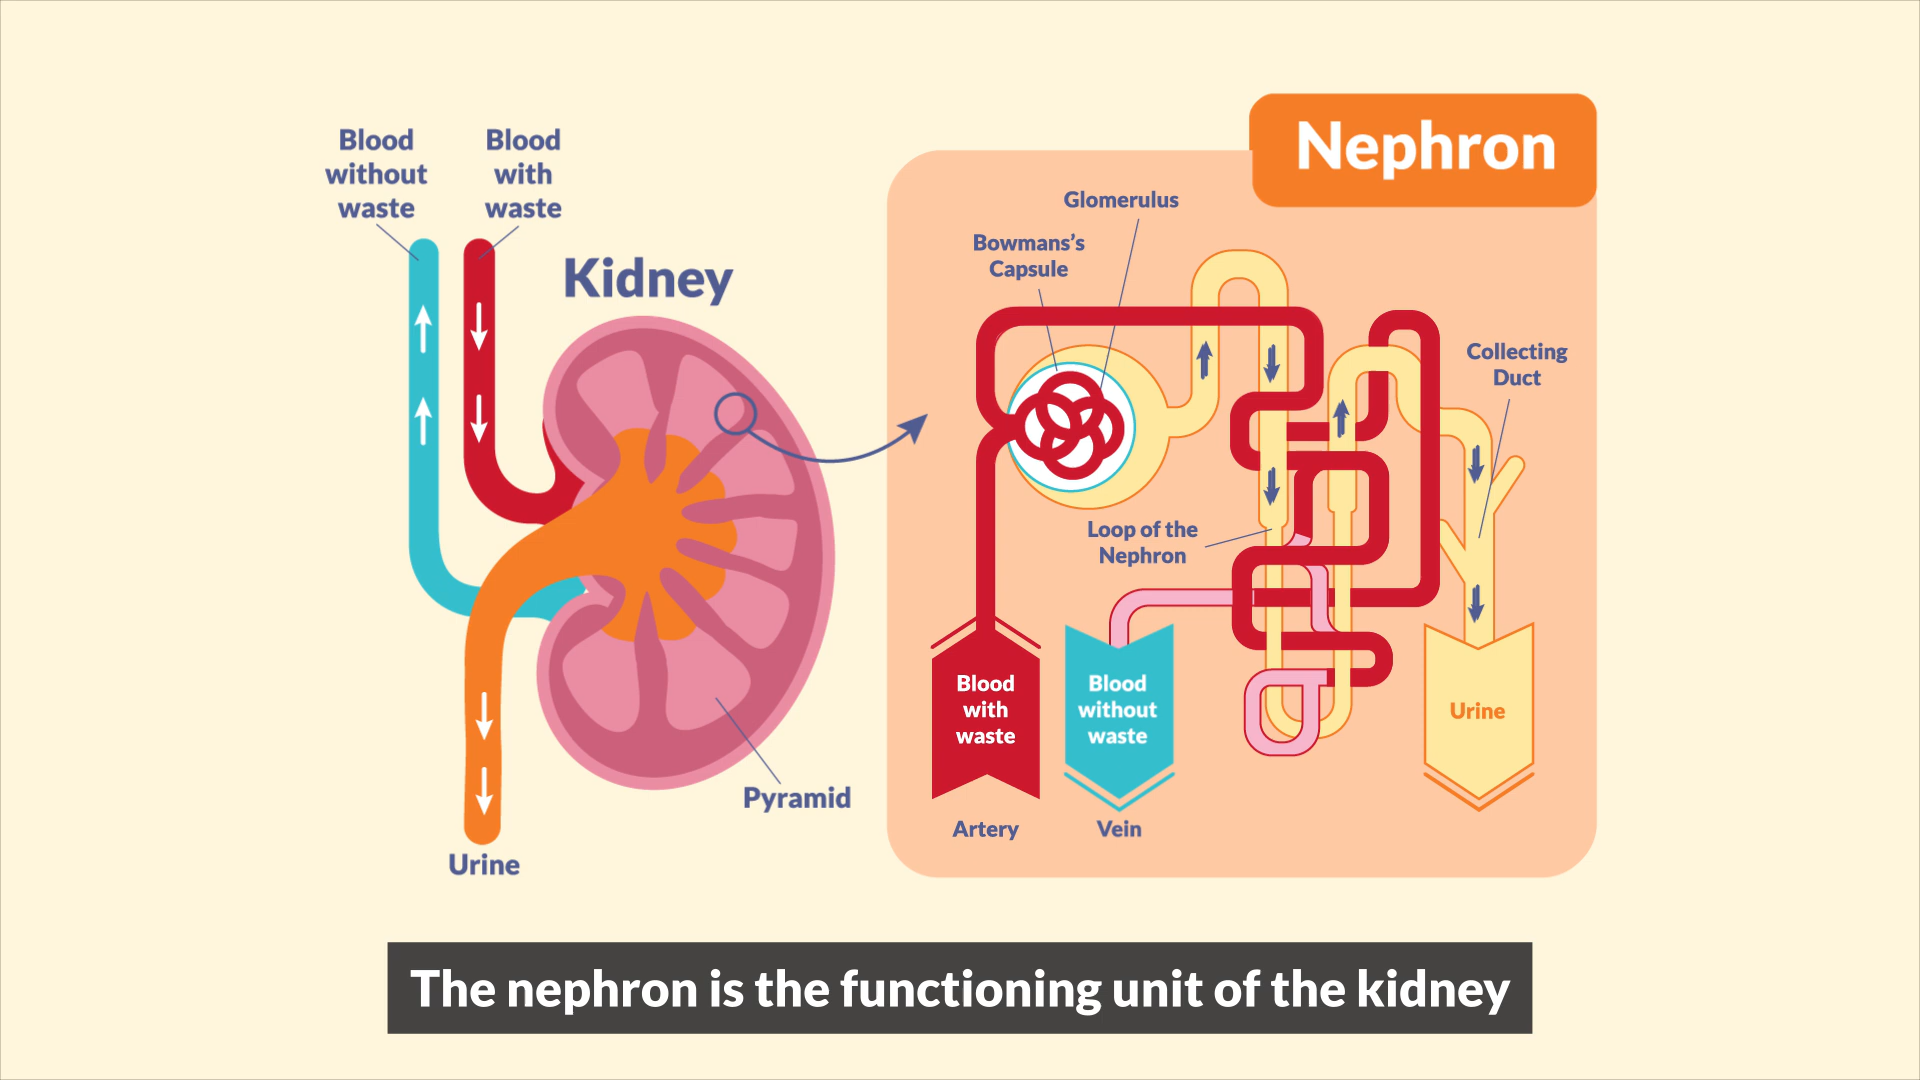 Blood
without
waste
Blood
with
waste
Kidney
Pyramid
Urine
Nephron
Glomerulus
Bowmans's
Capsule
Collecting
Duct
Loop of the
Nephron
Blood
with
waste
Blood
without
waste
Urine
Artery
Vein
The nephron is the functioning unit of the kidney